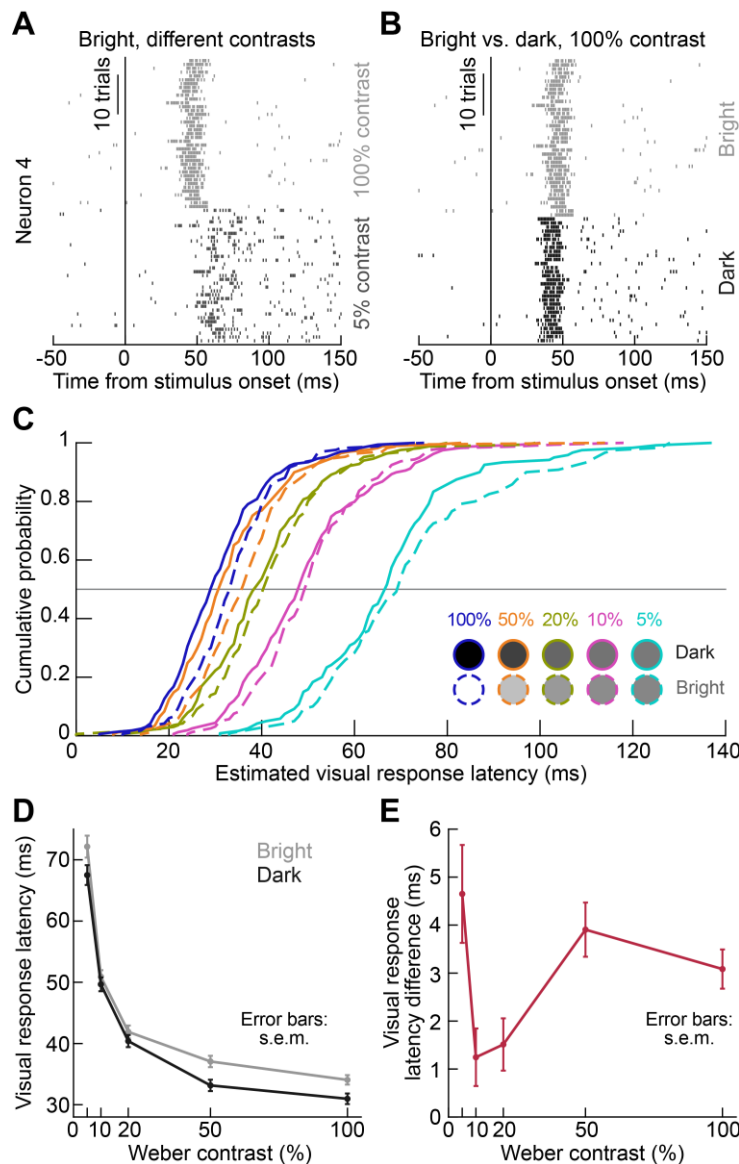 A
Bright, different contrasts
10 trials
Neuron 4
100% contrast
5% contrast
-50 0 50 100 150
Time from stimulus onset (ms)
B
Bright vs. dark, 100% contrast
10 trials
Bright
Dark
-50 0 50 100 150
Time from stimulus onset (ms)
C
Cumulative probability
1
0.8
0.6
0.4
0.2
0
100% 50% 20% 10% 5%
Dark
Bright
0 20 40 60 80 100 120 140
Estimated visual response latency (ms)
D
Visual response latency (ms)
70
60
50
40
30
Bright
Dark
Error bars:
s.e.m.
0 10 20 50 100
Weber contrast (%)
E
Visual response
latency difference (ms)
6
5
4
3
2
1
0
Error bars:
s.e.m.
0 10 20 50 100
Weber contrast (%)